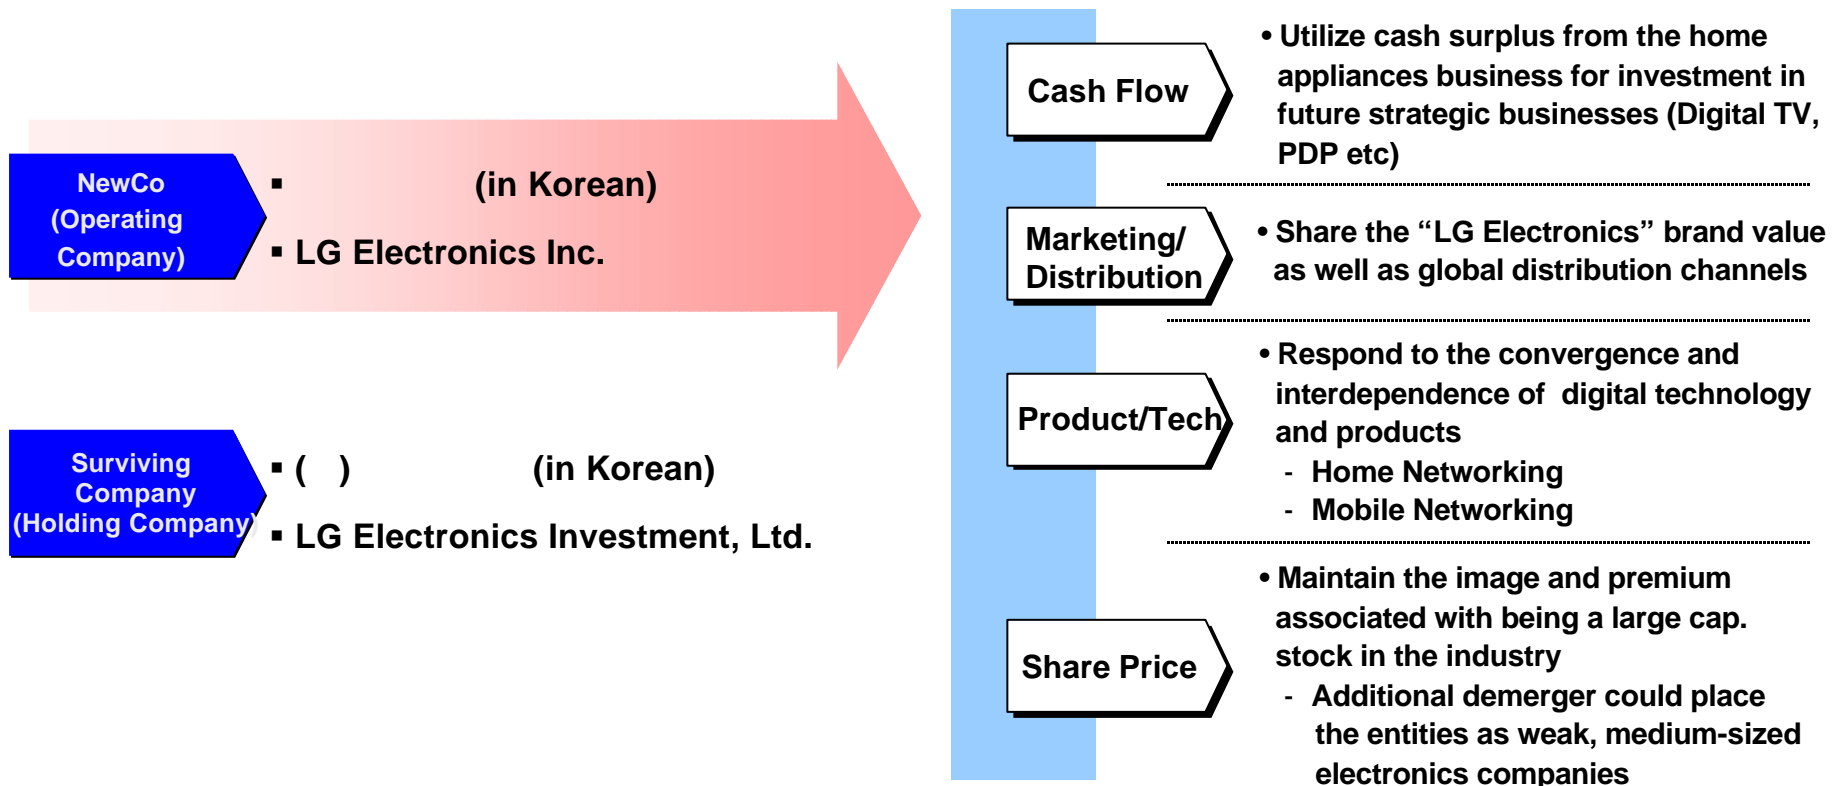 NewCo
(Operating
Company)
▪ (in Korean)
▪ LG Electronics Inc.
Surviving
Company
(Holding Company)
▪ ( ) (in Korean)
▪ LG Electronics Investment, Ltd.
Cash Flow
• Utilize cash surplus from the home
appliances business for investment in
future strategic businesses (Digital TV,
PDP etc)
Marketing/
Distribution
• Share the “LG Electronics” brand value
as well as global distribution channels
Product/Tech
• Respond to the convergence and
interdependence of digital technology
and products
- Home Networking
- Mobile Networking
Share Price
• Maintain the image and premium
associated with being a large cap.
stock in the industry
- Additional demerger could place
the entities as weak, medium-sized
electronics companies